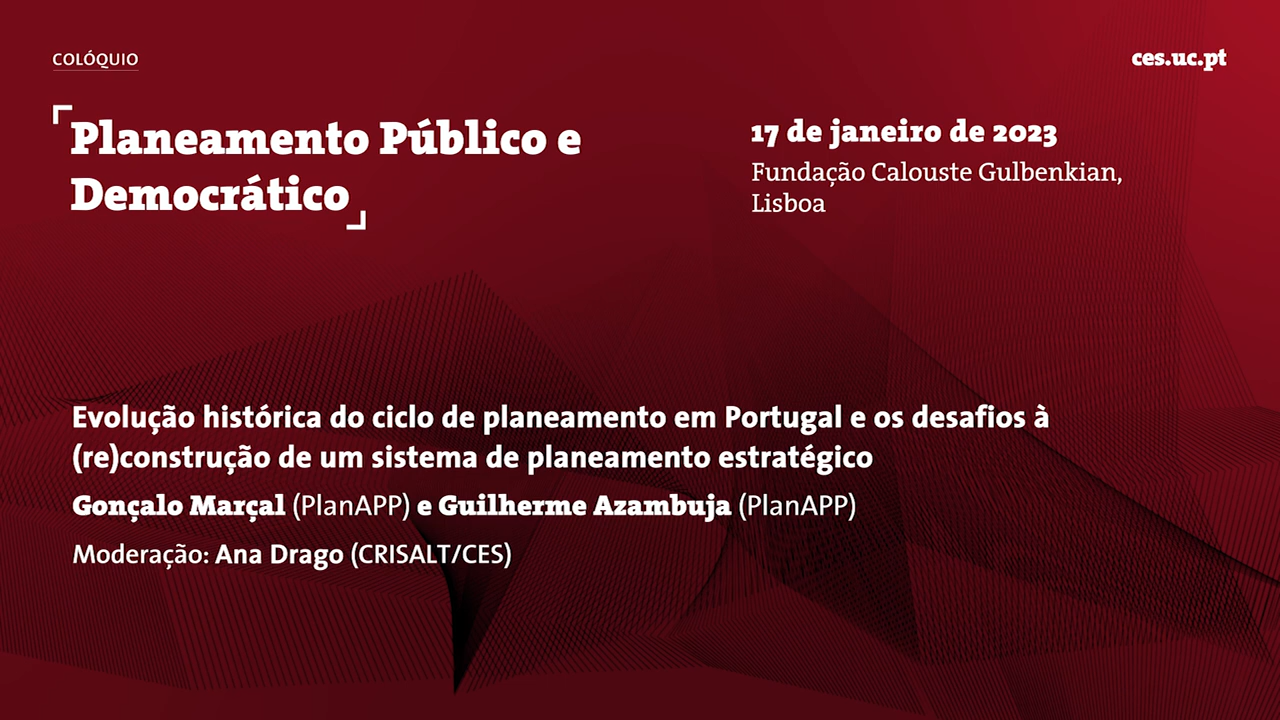 COLÓQUIO
ces.uc.pt
Planeamento Público e
Democrático
17 de janeiro de 2023
Fundação Calouste Gulbenkian,
Lisboa
Evolução histórica do ciclo de planeamento em Portugal e os desafios à
(re)construção de um sistema de planeamento estratégico
Gonçalo Marçal (PlanAPP) e Guilherme Azambuja (PlanAPP)
Moderação: Ana Drago (CRISALT/CES)